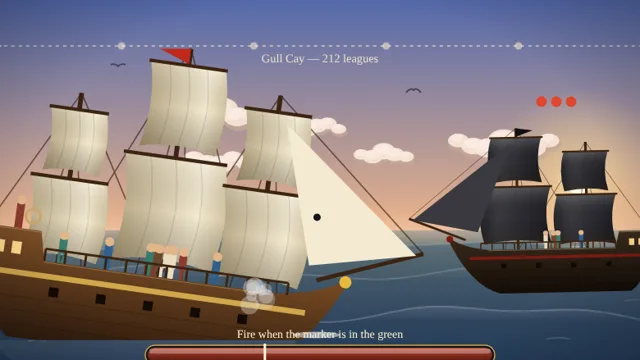 Gull Cay — 212 leagues
Fire when the marker is in the green